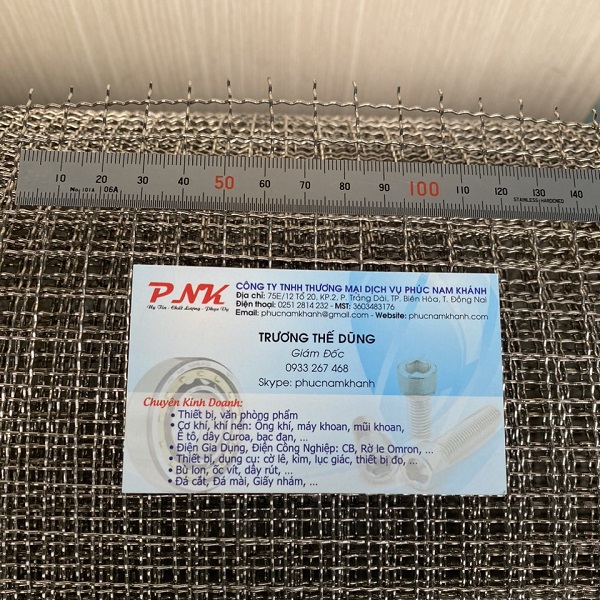 10 20 30 40 50 60 70 80 90 100 110 120 130 140
No.101A 06A
STAINLESS HARDENED
PNK
Uy Tín - Chất Lượng - Phục Vụ
CÔNG TY TNHH THƯƠNG MẠI DỊCH VỤ PHÚC NAM KHÁNH
Địa chỉ: 75E/12 Tổ 20, KP.2, P. Trảng Dài, TP. Biên Hòa, T. Đồng Nai
Điện thoại: 0251 2814 232 - MST: 3603483176
Email: phucnamkhanh@gmail.com - Website: phucnamkhanh.com
TRƯƠNG THẾ DŨNG
Giám Đốc
0933 267 468
Skype: phucnamkhanh
Chuyên Kinh Doanh:
• Thiết bị, văn phòng phẩm
• Cơ khí, khí nén: Ống khí, máy khoan, mũi khoan,
Ê tô, dây Curoa, bạc đạn, ...
• Điện Gia Dụng, Điện Công Nghiệp: CB, Rờ le Omron, ...
• Thiết bị, dụng cụ: cờ lê, kìm, lục giác, thiết bị đo, ...
• Bù lon, ốc vít, dây rút, ...
• Đá cắt, Đá mài, Giấy nhám, ...